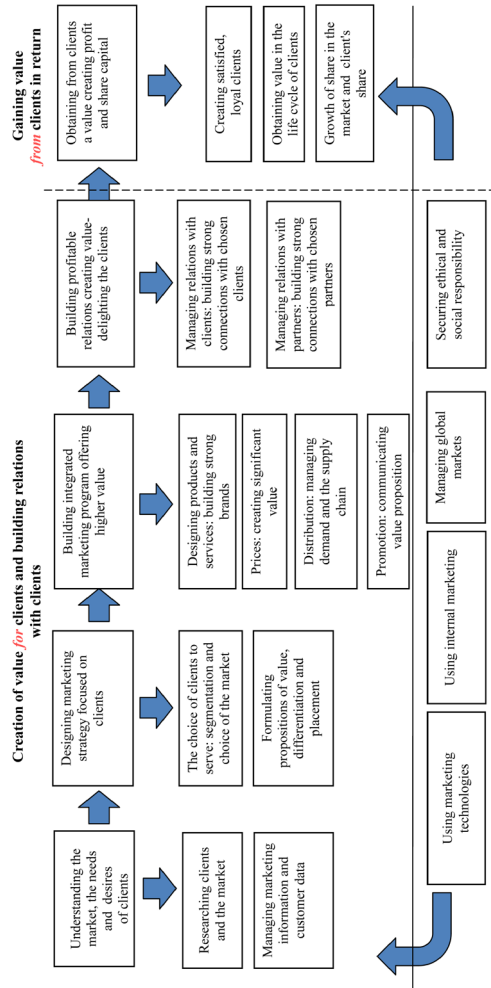 Creation of value for clients and building relations
with clients
Gaining value
from clients in return
Understanding the
market, the needs
and  desires
of clients
Designing marketing
strategy focused on
clients
Building integrated
marketing program offering
higher value
Building profitable
relations creating value-
delighting the clients
Obtaining from clients
a value creating profit
and share capital
Researching clients
and the market
Managing marketing
information and
customer data
The choice of clients to
serve: segmentation and
choice of the market
Formulating
propositions of value,
differentiation and
placement
Designing products and
services: building strong
brands
Prices: creating significant
value
Distribution: managing
demand and the supply
chain
Promotion: communicating
value proposition
Managing relations with
clients: building strong
connections with chosen
clients
Managing relations with
partners: building strong
connections with chosen
partners
Creating satisfied,
loyal clients
Obtaining value in the
life cycle of clients
Growth of share in the
market and  client's
share
Using marketing
technologies
Using internal marketing
Managing global
markets
Securing ethical and
social responsibility